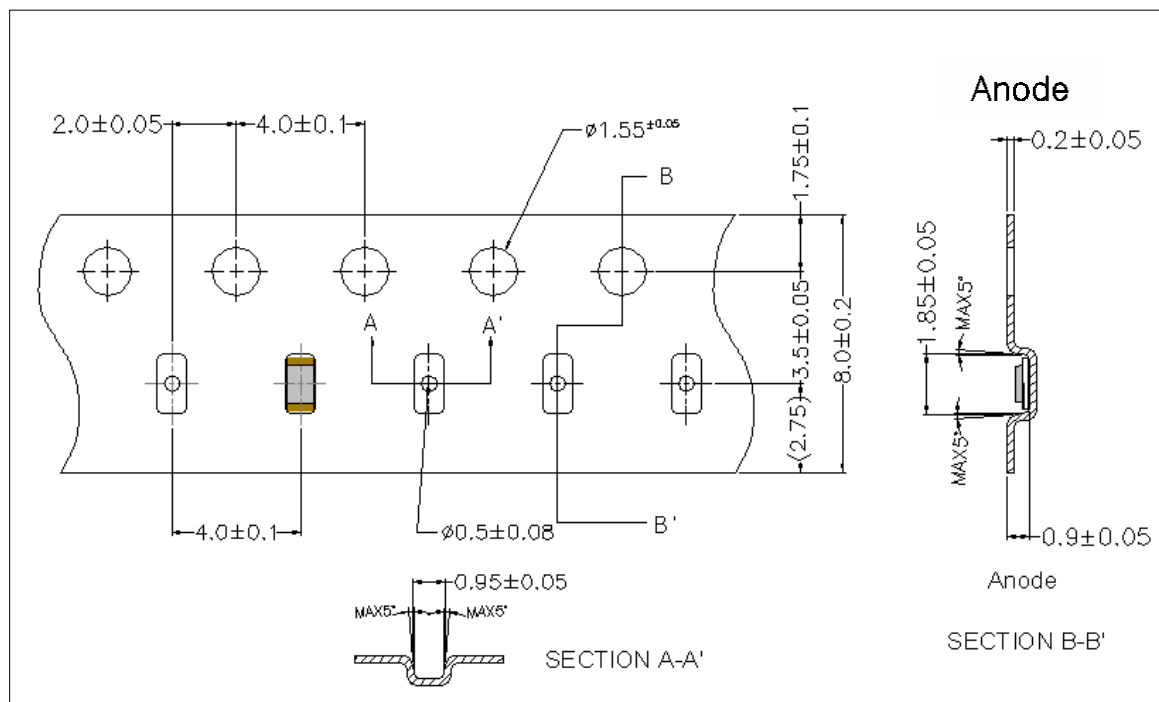 Anode
2.0±0.05
4.0±0.1
ø1.55±0.05
1.75±0.1
0.2±0.05
B
A
A'
3.5±0.05
8.0±0.2
1.85±0.05
MAX5°
(2.75)
MAX5°
4.0±0.1
ø0.5±0.08
B'
0.9±0.05
0.95±0.05
Anode
MAX5°
MAX5°
SECTION A-A'
SECTION B-B'